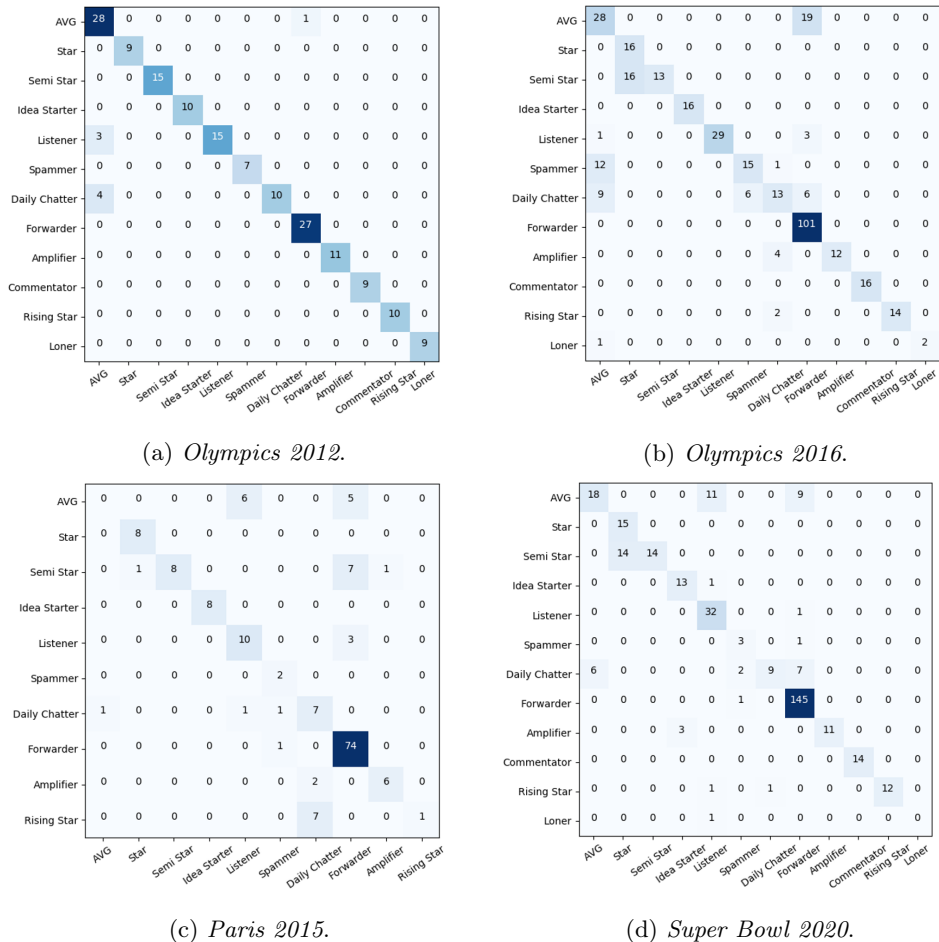 AVG 28 0 0 0 0 0 0 1 0 0 0 0
Star 0 9 0 0 0 0 0 0 0 0 0 0
Semi Star 0 0 15 0 0 0 0 0 0 0 0 0
Idea Starter 0 0 0 10 0 0 0 0 0 0 0 0
Listener 3 0 0 0 15 0 0 0 0 0 0 0
Spammer 0 0 0 0 0 7 0 0 0 0 0 0
Daily Chatter 4 0 0 0 0 0 10 0 0 0 0 0
Forwarder 0 0 0 0 0 0 0 27 0 0 0 0
Amplifier 0 0 0 0 0 0 0 0 11 0 0 0
Commentator 0 0 0 0 0 0 0 0 0 9 0 0
Rising Star 0 0 0 0 0 0 0 0 0 0 10 0
Loner 0 0 0 0 0 0 0 0 0 0 0 9
AVG Star Semi Star Idea Starter Listener Spammer Daily Chatter Forwarder Amplifier Commentator Rising Star Loner
(a) Olympics 2012.
AVG 28 0 0 0 0 0 0 19 0 0 0 0
Star 0 16 0 0 0 0 0 0 0 0 0 0
Semi Star 0 16 13 0 0 0 0 0 0 0 0 0
Idea Starter 0 0 0 16 0 0 0 0 0 0 0 0
Listener 1 0 0 0 29 0 0 3 0 0 0 0
Spammer 12 0 0 0 0 15 1 0 0 0 0 0
Daily Chatter 9 0 0 0 0 6 13 6 0 0 0 0
Forwarder 0 0 0 0 0 0 0 101 0 0 0 0
Amplifier 0 0 0 0 0 0 4 0 12 0 0 0
Commentator 0 0 0 0 0 0 0 0 0 16 0 0
Rising Star 0 0 0 0 0 0 2 0 0 0 14 0
Loner 1 0 0 0 0 0 0 0 0 0 0 2
AVG Star Semi Star Idea Starter Listener Spammer Daily Chatter Forwarder Amplifier Commentator Rising Star Loner
(b) Olympics 2016.
AVG 0 0 0 0 6 0 0 5 0 0
Star 0 8 0 0 0 0 0 0 0 0
Semi Star 0 1 8 0 0 0 0 7 1 0
Idea Starter 0 0 0 8 0 0 0 0 0 0
Listener 0 0 0 0 10 0 0 3 0 0
Spammer 0 0 0 0 0 2 0 0 0 0
Daily Chatter 1 0 0 0 1 1 7 0 0 0
Forwarder 0 0 0 0 0 1 0 74 0 0
Amplifier 0 0 0 0 0 0 2 0 6 0
Rising Star 0 0 0 0 0 0 7 0 0 1
AVG Star Semi Star Idea Starter Listener Spammer Daily Chatter Forwarder Amplifier Rising Star
(c) Paris 2015.
AVG 18 0 0 0 11 0 0 9 0 0 0 0
Star 0 15 0 0 0 0 0 0 0 0 0 0
Semi Star 0 14 14 0 0 0 0 0 0 0 0 0
Idea Starter 0 0 0 13 1 0 0 0 0 0 0 0
Listener 0 0 0 0 32 0 0 1 0 0 0 0
Spammer 0 0 0 0 0 3 0 1 0 0 0 0
Daily Chatter 6 0 0 0 0 2 9 7 0 0 0 0
Forwarder 0 0 0 0 0 1 0 145 0 0 0 0
Amplifier 0 0 0 3 0 0 0 0 11 0 0 0
Commentator 0 0 0 0 0 0 0 0 0 14 0 0
Rising Star 0 0 0 0 1 0 1 0 0 0 12 0
Loner 0 0 0 0 1 0 0 0 0 0 0 0
AVG Star Semi Star Idea Starter Listener Spammer Daily Chatter Forwarder Amplifier Commentator Rising Star Loner
(d) Super Bowl 2020.